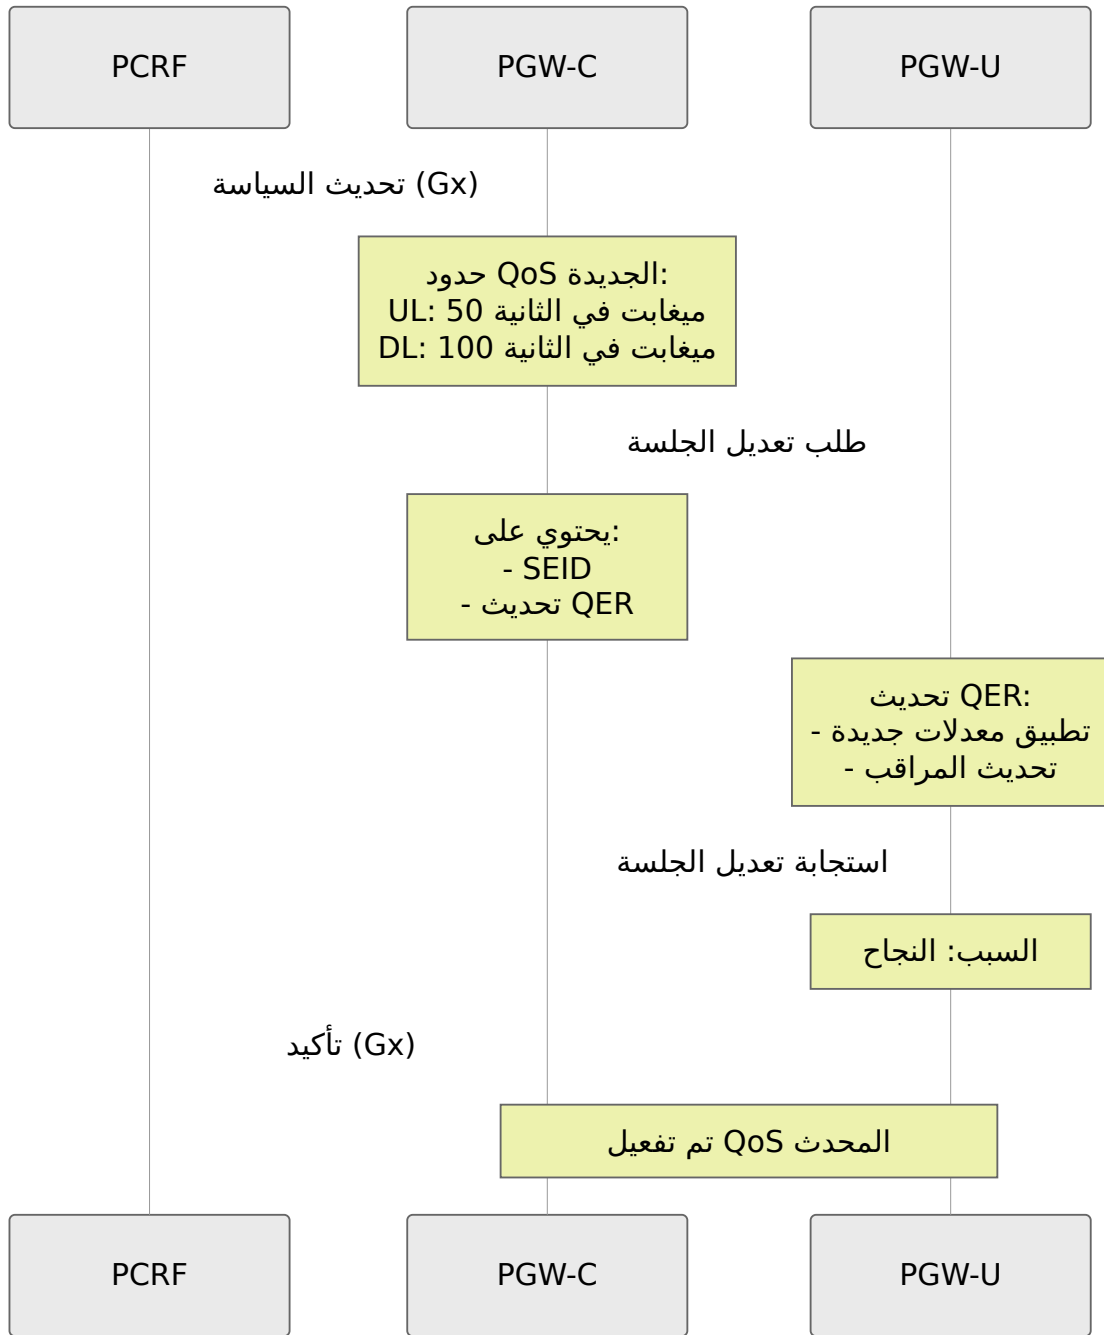 PCRF
PGW-C
PGW-U
تحديث السياسة (Gx)
حدود QoS الجديدة:
UL: 50 ميغابت في الثانية
DL: 100 ميغابت في الثانية
طلب تعديل الجلسة
يحتوي على:
- SEID
- تحديث QER
تحديث QER:
- تطبيق معدلات جديدة
- تحديث المراقب
استجابة تعديل الجلسة
السبب: النجاح
تأكيد (Gx)
تم تفعيل QoS المحدث
PCRF
PGW-C
PGW-U